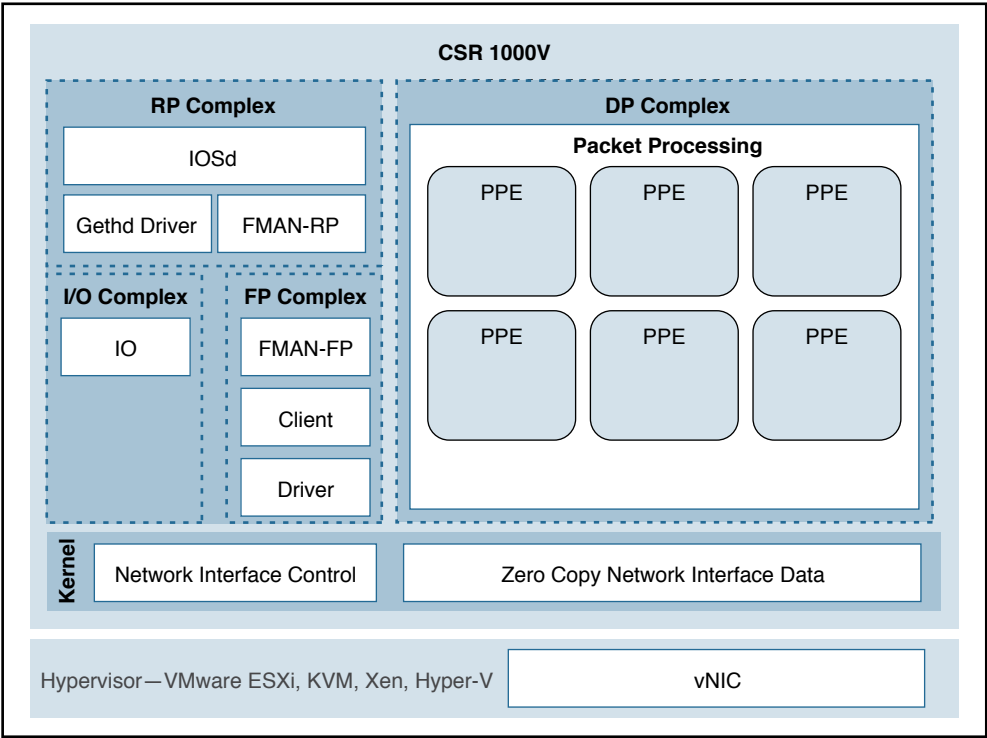 CSR 1000V
RP Complex
IOSd
Gethd Driver
FMAN-RP
I/O Complex
IO
FP Complex
FMAN-FP
Client
Driver
DP Complex
Packet Processing
PPE
PPE
PPE
PPE
PPE
PPE
Kernel
Network Interface Control
Zero Copy Network Interface Data
Hypervisor—VMware ESXi, KVM, Xen, Hyper-V
vNIC